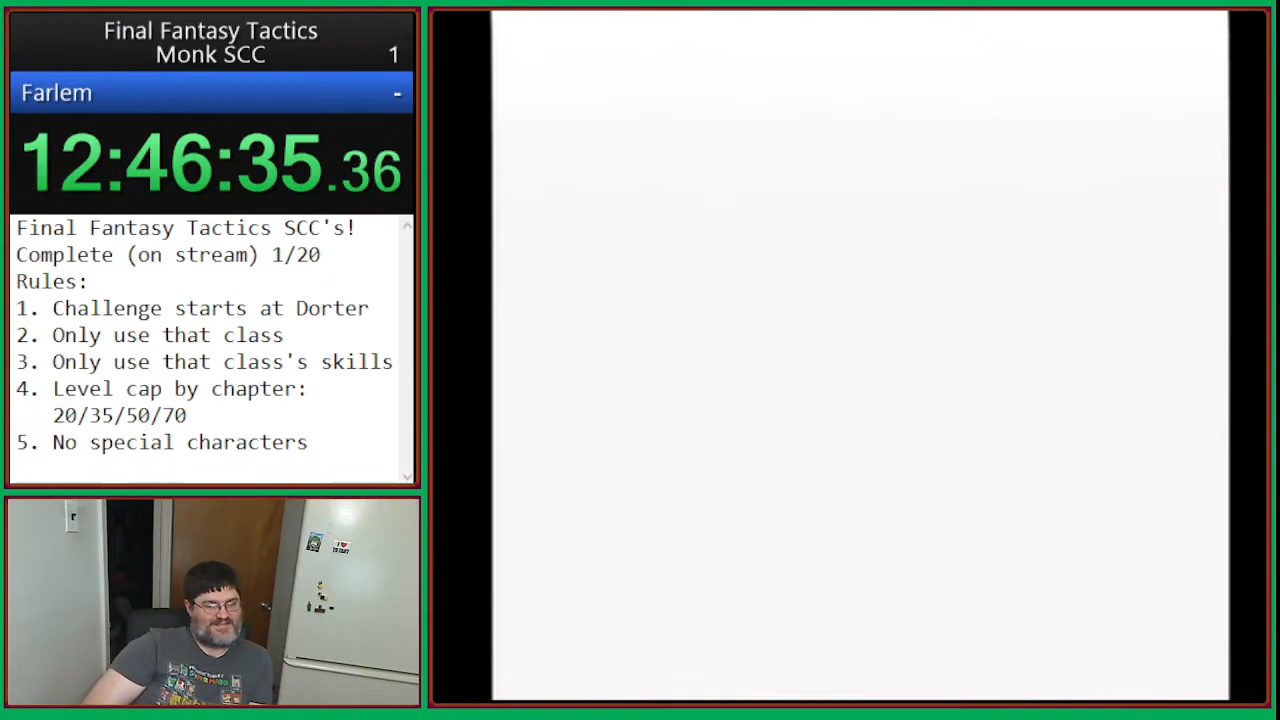 Final Fantasy Tactics
Monk SCC 1
Farlem -
12:46:35.36
Final Fantasy Tactics SCC's!
Complete (on stream) 1/20
Rules:
1. Challenge starts at Dorter
2. Only use that class
3. Only use that class's skills
4. Level cap by chapter:
20/35/50/70
5. No special characters